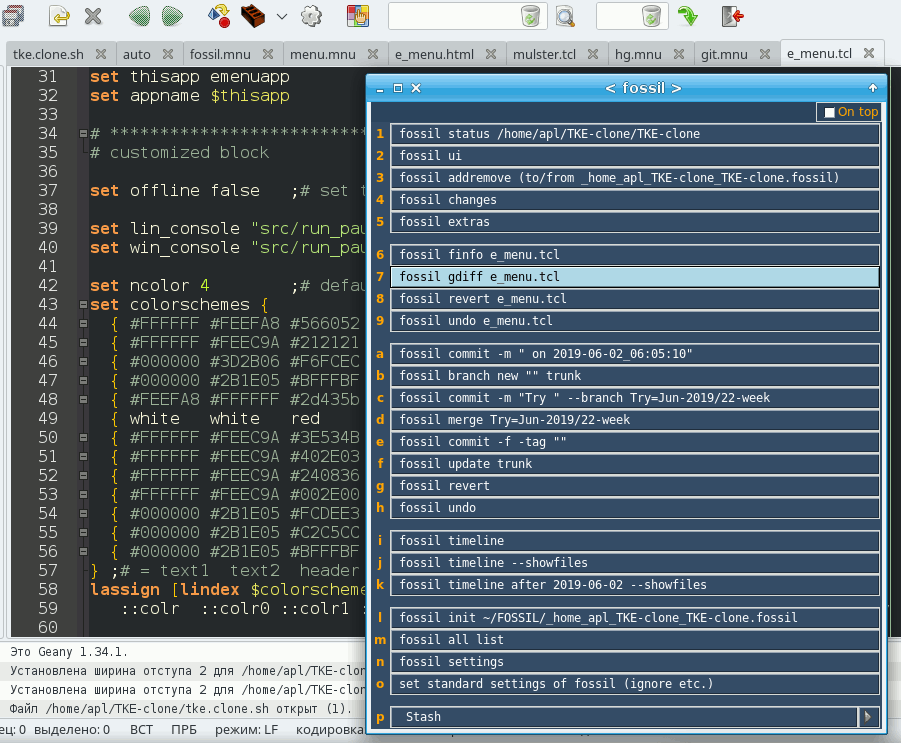 tke.clone.sh auto fossil.mnu menu.mnu e_menu.html mulster.tcl hg.mnu git.mnu e_menu.tcl
31 set thisapp emenuapp
32 set appname $thisapp
33
34 # ****************************
35 # customized block
36
37 set offline false ;# set
38
39 set lin_console "src/run_pau
40 set win_console "src/run_pau
41
42 set ncolor 4 ;# defau
43 set colorschemes {
44 { #FFFFFF #FEEFA8 #566052
45 { #FFFFFF #FEEC9A #212121
46 { #000000 #3D2B06 #F6FCEC
47 { #000000 #2B1E05 #BFFFBF
48 { #FEEFA8 #FFFFFF #2d435b
49 { white white red
50 { #FFFFFF #FEEC9A #3E534B
51 { #FFFFFF #FEEC9A #402E03
52 { #FFFFFF #FEEC9A #240836
53 { #FFFFFF #FEEC9A #002E00
54 { #000000 #2B1E05 #FCDEE3
55 { #000000 #2B1E05 #C2C5CC
56 { #000000 #2B1E05 #BFFFBF
57 } ;# = text1 text2 header
58 lassign [lindex $colorscheme
59 ::colr ::colr0 ::colr1
60
< fossil >
On top
1 fossil status /home/apl/TKE-clone/TKE-clone
2 fossil ui
3 fossil addremove (to/from _home_apl_TKE-clone_TKE-clone.fossil)
4 fossil changes
5 fossil extras
6 fossil finfo e_menu.tcl
7 fossil gdiff e_menu.tcl
8 fossil revert e_menu.tcl
9 fossil undo e_menu.tcl
a fossil commit -m " on 2019-06-02_06:05:10"
b fossil branch new "" trunk
c fossil commit -m "Try " --branch Try=Jun-2019/22-week
d fossil merge Try=Jun-2019/22-week
e fossil commit -f -tag ""
f fossil update trunk
g fossil revert
h fossil undo
i fossil timeline
j fossil timeline --showfiles
k fossil timeline after 2019-06-02 --showfiles
l fossil init ~/FOSSIL/_home_apl_TKE-clone_TKE-clone.fossil
m fossil all list
n fossil settings
o set standard settings of fossil (ignore etc.)
p Stash
Это Geany 1.34.1.
Установлена ширина отступа 2 для /home/apl/TKE-clon
Установлена ширина отступа 2 для /home/apl/TKE-clon
Файл /home/apl/TKE-clone/tke.clone.sh открыт (1).
ец: 0 выделено: 0 ВСТ ПРБ режим: LF кодировка